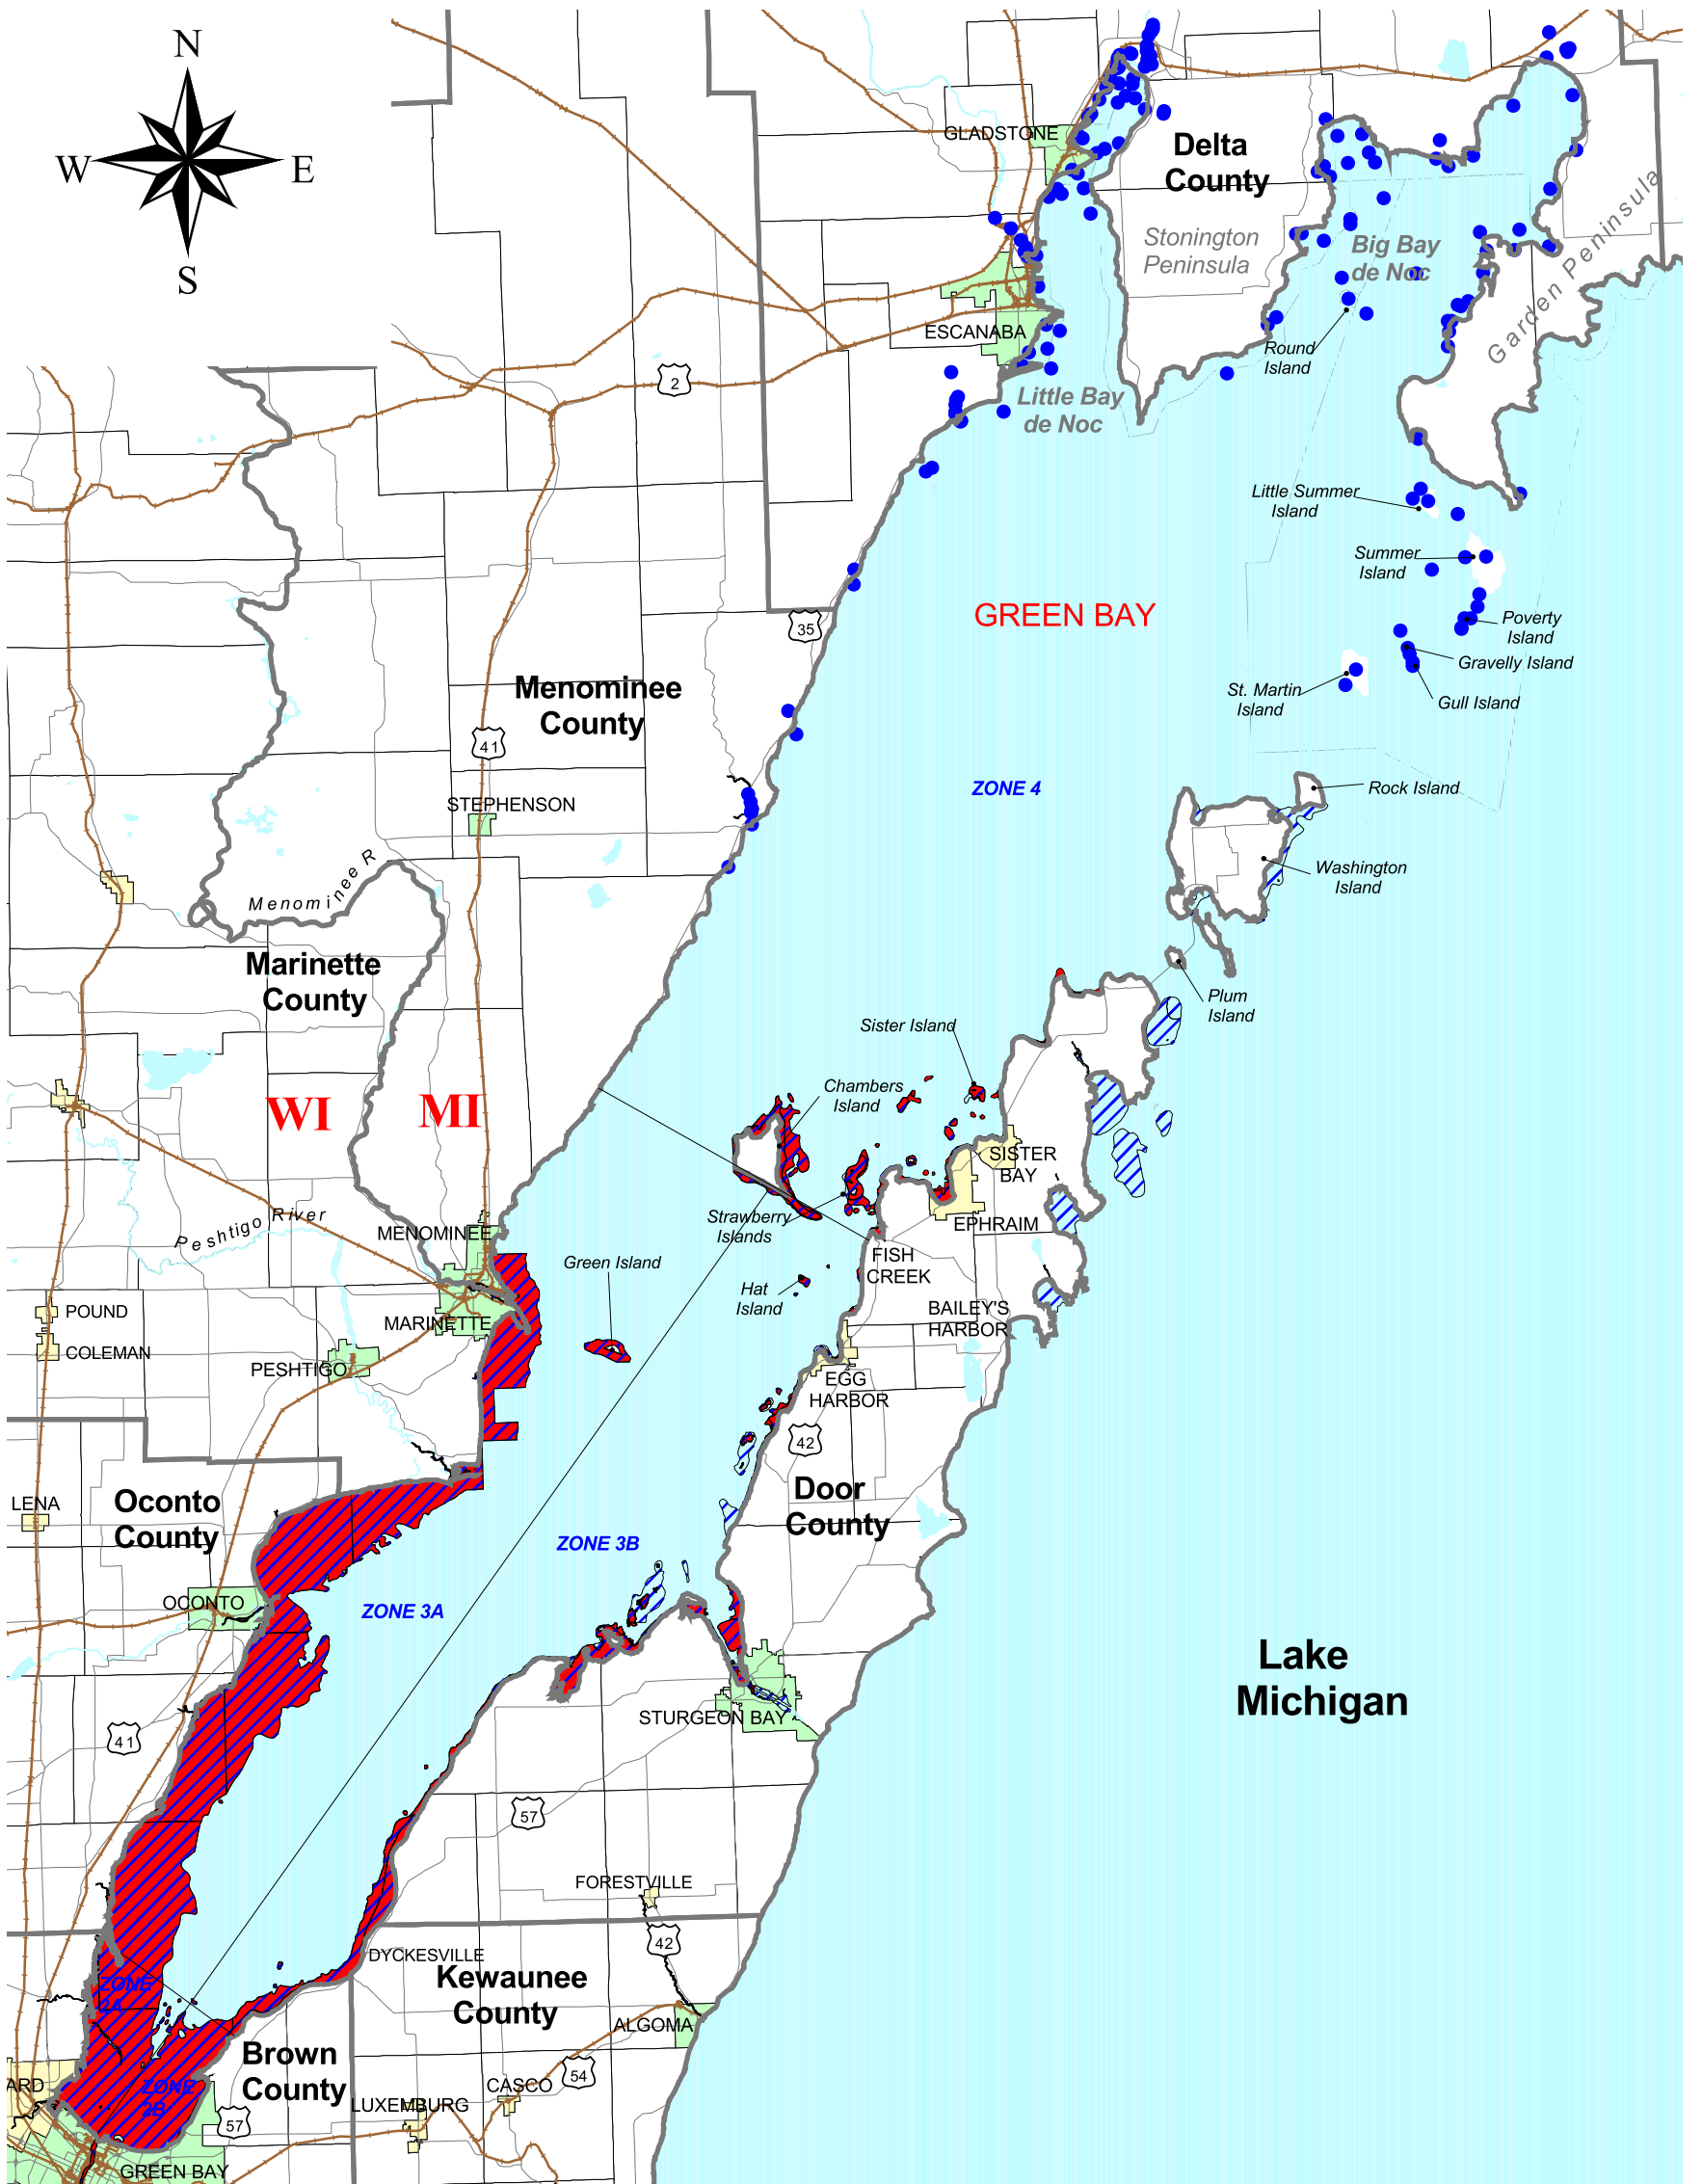 N
W
E
S
GLADSTONE
Delta
County
Stonington
Peninsula
Big Bay
de Noc
Garden Peninsula
ESCANABA
Round
Island
2
Little Bay
de Noc
Little Summer
Island
Summer
Island
GREEN BAY
35
Poverty
Island
Gravelly Island
St. Martin
Island
Gull Island
Menominee
County
41
ZONE 4
Rock Island
STEPHENSON
Washington
Island
Menominee R
Marinette
County
Plum
Island
Sister Island
Chambers
Island
WI
MI
SISTER
BAY
Strawberry
Islands
EPHRAIM
Peshtigo River
MENOMINEE
Green Island
FISH
CREEK
Hat
Island
POUND
MARINETTE
BAILEY'S
HARBOR
COLEMAN
PESHTIGO
EGG
HARBOR
42
LENA
Oconto
County
Door
County
ZONE 3B
OCONTO
ZONE 3A
Lake
Michigan
STURGEON BAY
41
57
FORESTVILLE
42
DYCKESVILLE
Kewaunee
County
ZONE
2A
ALGOMA
Brown
County
54
ARD
ZONE
2B
CASCO
LUXEMBURG
57
GREEN BAY